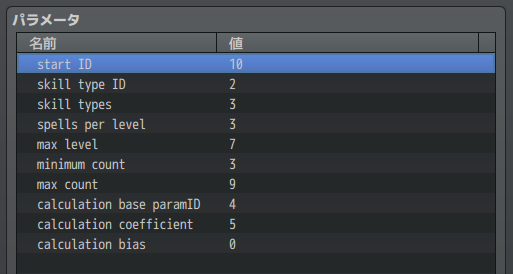 パラメータ
名前 値
start ID 10
skill type ID 2
skill types 3
spells per level 3
max level 7
minimum count 3
max count 9
calculation base paramID 4
calculation coefficient 5
calculation bias 0